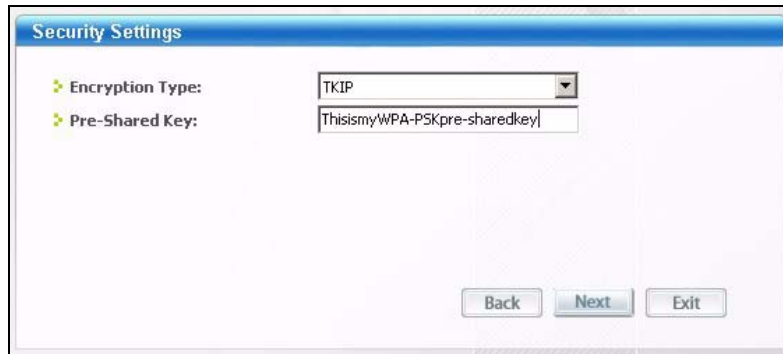 Security Settings
Encryption Type: TKIP
Pre-Shared Key: ThisismyWPA-PSKpre-sharedkey
Back Next Exit